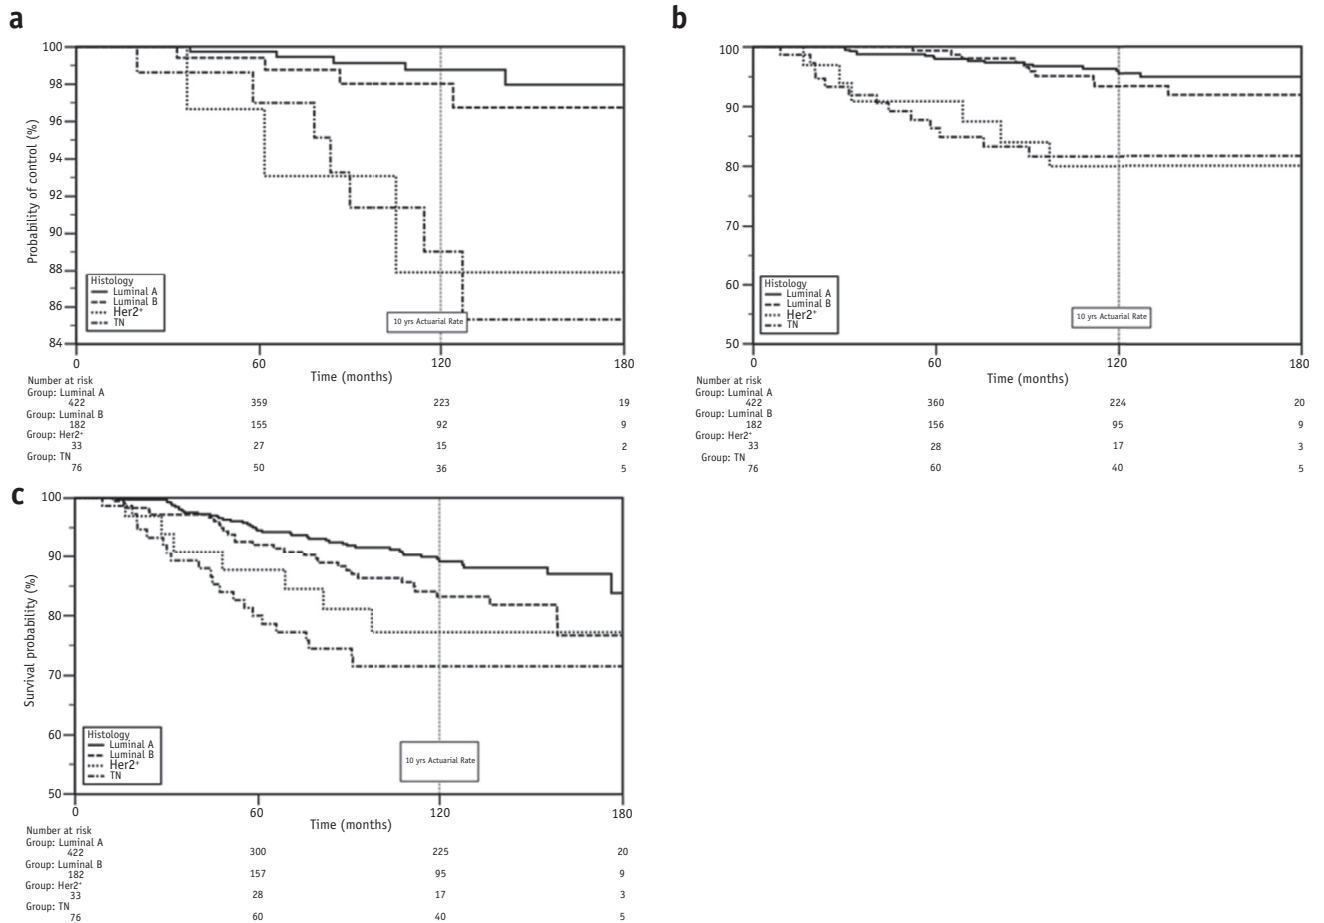 a
100
98
96
94
92
90
88
86
84
Probability of control (%)
Histology
Luminal A
Luminal B
Her2+
TN
10 yrs Actuarial Rate
0 60 120 180
Time (months)
Number at risk
Group: Luminal A
422 359 223 19
Group: Luminal B
182 155 92 9
Group: Her2+
33 27 15 2
Group: TN
76 50 36 5
b
100
90
80
70
60
50
Histology
Luminal A
Luminal B
Her2+
TN
10 yrs Actuarial Rate
0 60 120 180
Time (months)
Number at risk
Group: Luminal A
422 360 224 20
Group: Luminal B
182 156 95 9
Group: Her2+
33 28 17 3
Group: TN
76 60 40 5
c
100
90
80
70
60
50
Survival probability (%)
Histology
Luminal A
Luminal B
Her2+
TN
10 yrs Actuarial Rate
0 60 120 180
Time (months)
Number at risk
Group: Luminal A
422 300 225 20
Group: Luminal B
182 157 95 9
Group: Her2+
33 28 17 3
Group: TN
76 60 40 5